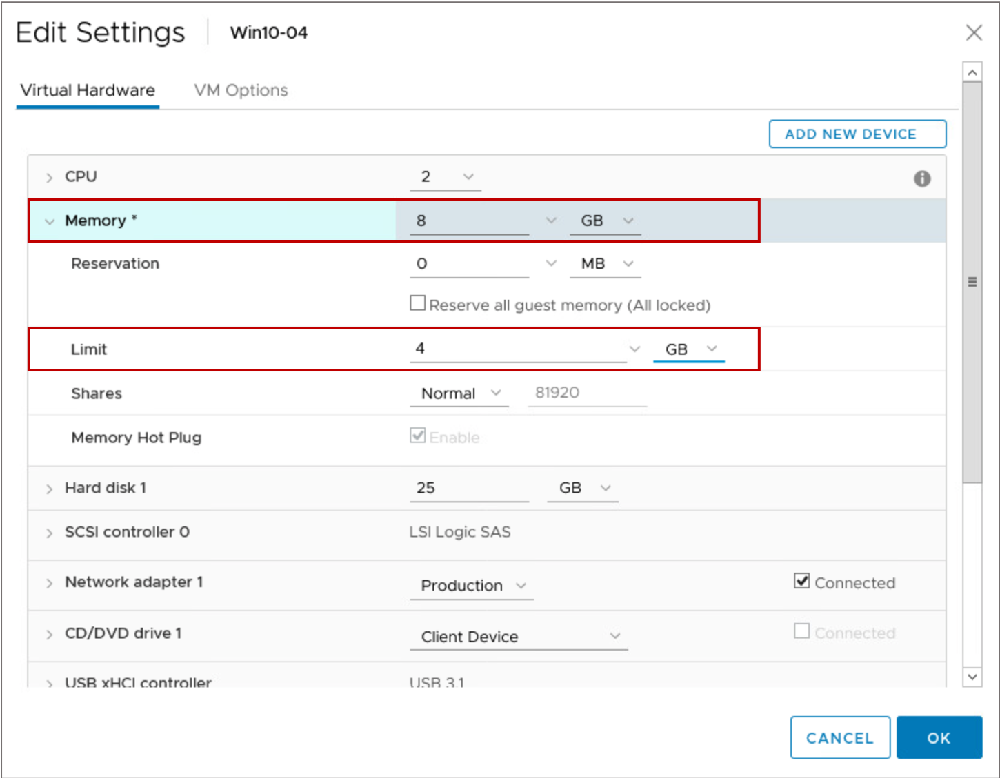 Edit Settings Win10-04
Virtual Hardware VM Options
ADD NEW DEVICE
CPU 2
Memory * 8 GB
Reservation 0 MB
Reserve all guest memory (All locked)
Limit 4 GB
Shares Normal 81920
Memory Hot Plug Enable
Hard disk 1 25 GB
SCSI controller 0 LSI Logic SAS
Network adapter 1 Production Connected
CD/DVD drive 1 Client Device Connected
USB xHCI controller USB 3.1
CANCEL OK